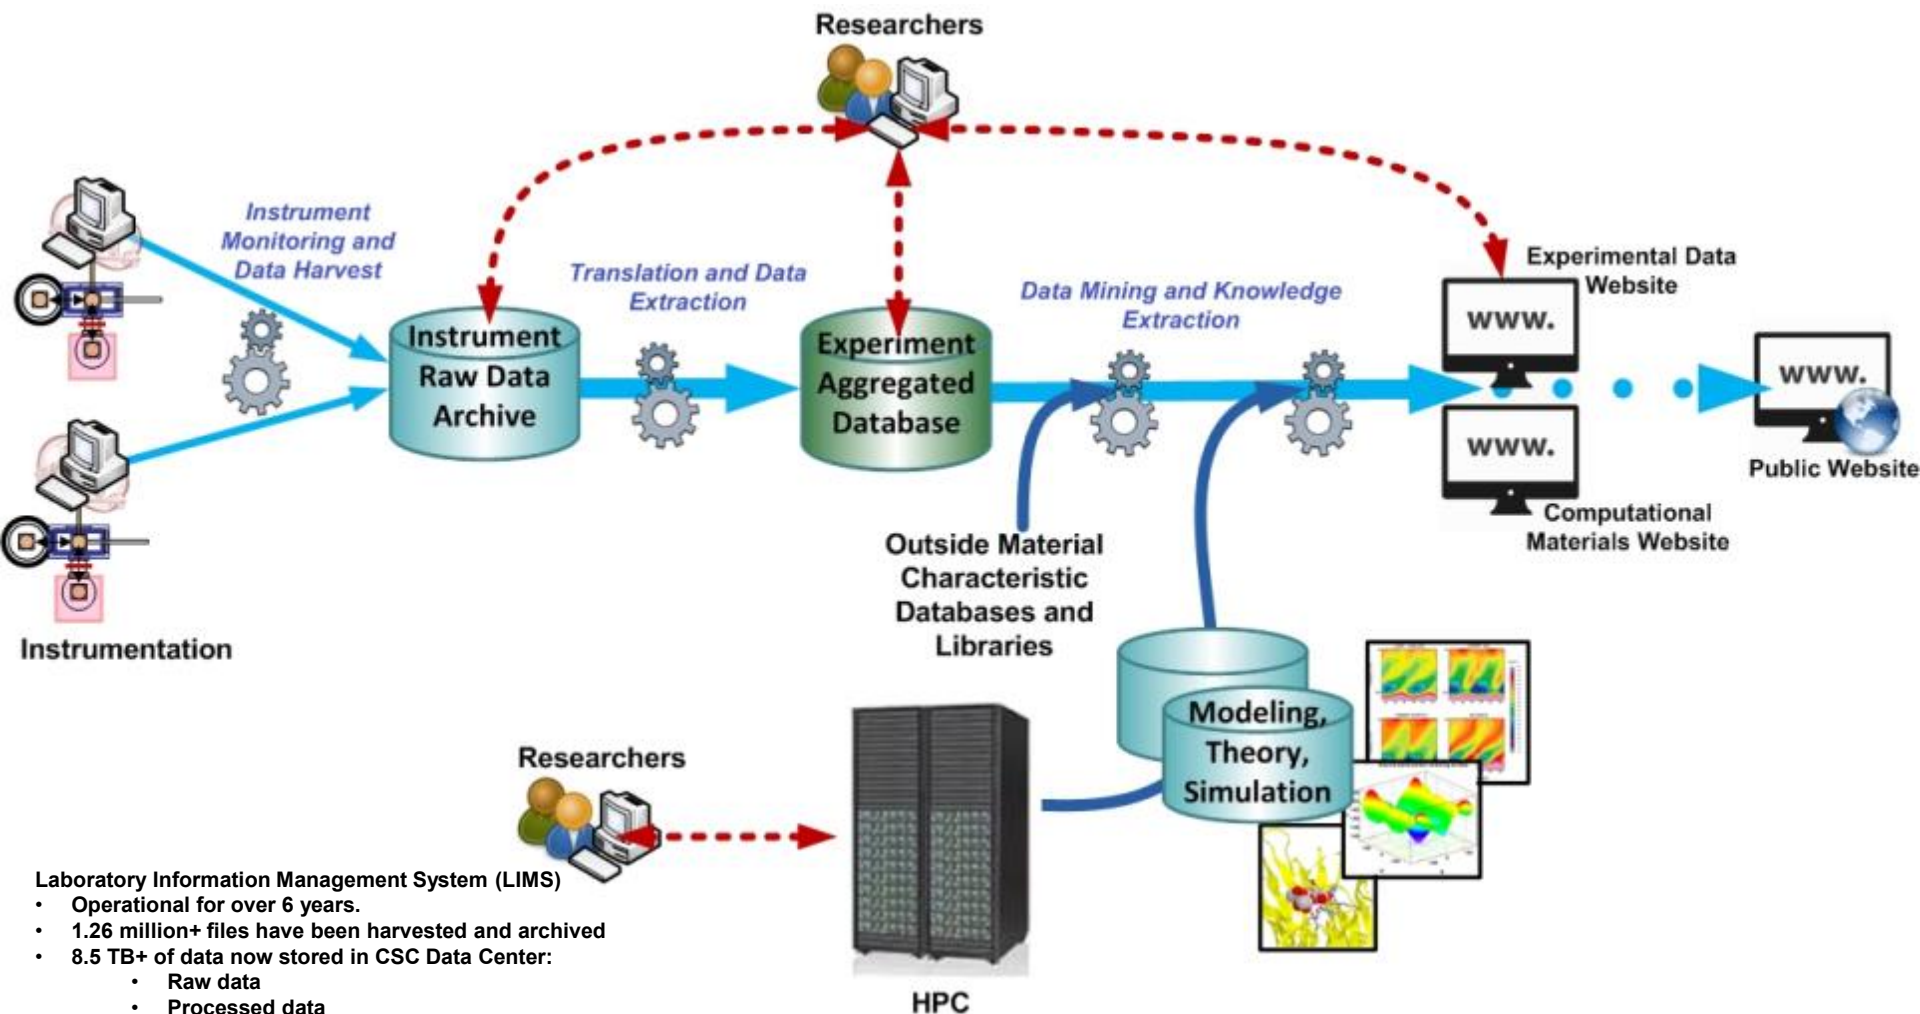 Researchers
Instrument
Monitoring and
Data Harvest
Translation and Data
Extraction
Data Mining and Knowledge
Extraction
Experimental Data
Website
www.
Instrument
Raw Data
Archive
Experiment
Aggregated
Database
www.
Public Website
www.
Computational
Materials Website
Outside Material
Characteristic
Databases and
Libraries
Instrumentation
Modeling,
Theory,
Simulation
Researchers
HPC
Laboratory Information Management System (LIMS)
• Operational for over 6 years.
• 1.26 million+ files have been harvested and archived
• 8.5 TB+ of data now stored in CSC Data Center:
• Raw data
• Processed data